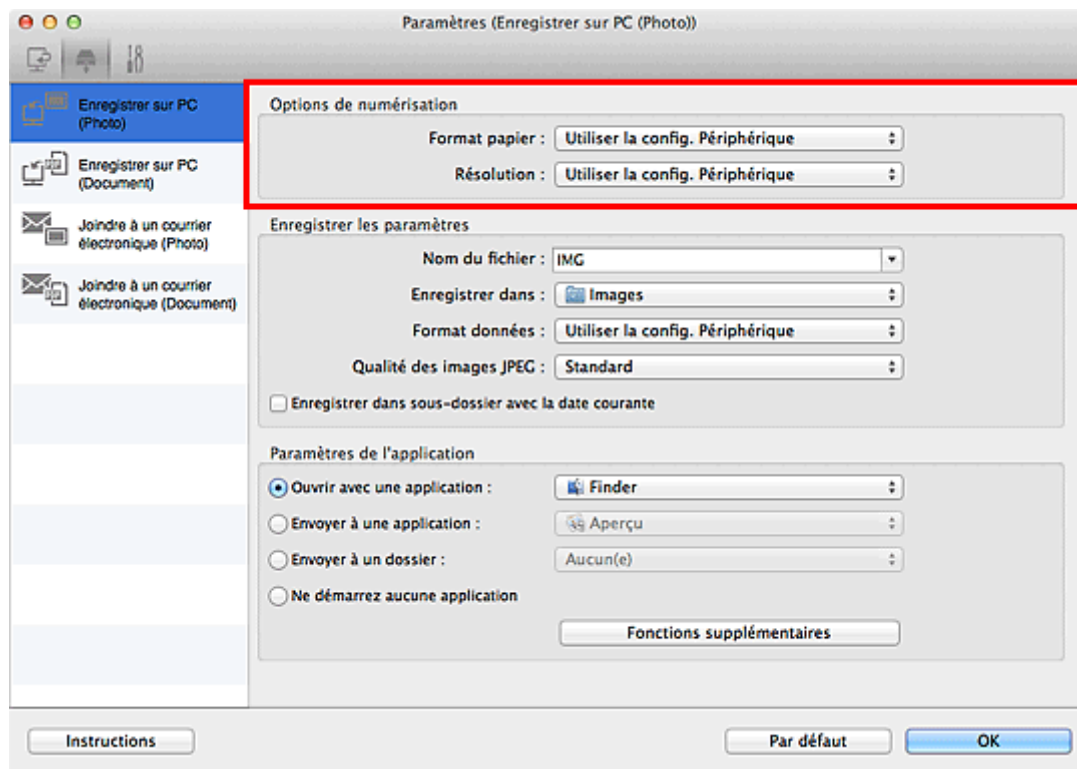 Paramètres (Enregistrer sur PC (Photo))
Enregistrer sur PC
(Photo)
Enregistrer sur PC
(Document)
Joindre à un courrier
électronique (Photo)
Joindre à un courrier
électronique (Document)
Options de numérisation
Format papier : Utiliser la config. Périphérique
Résolution : Utiliser la config. Périphérique
Enregistrer les paramètres
Nom du fichier : IMG
Enregistrer dans : Images
Format données : Utiliser la config. Périphérique
Qualité des images JPEG : Standard
Enregistrer dans sous-dossier avec la date courante
Paramètres de l'application
Ouvrir avec une application : Finder
Envoyer à une application : Aperçu
Envoyer à un dossier : Aucun(e)
Ne démarrez aucune application
Fonctions supplémentaires
Instructions
Par défaut
OK